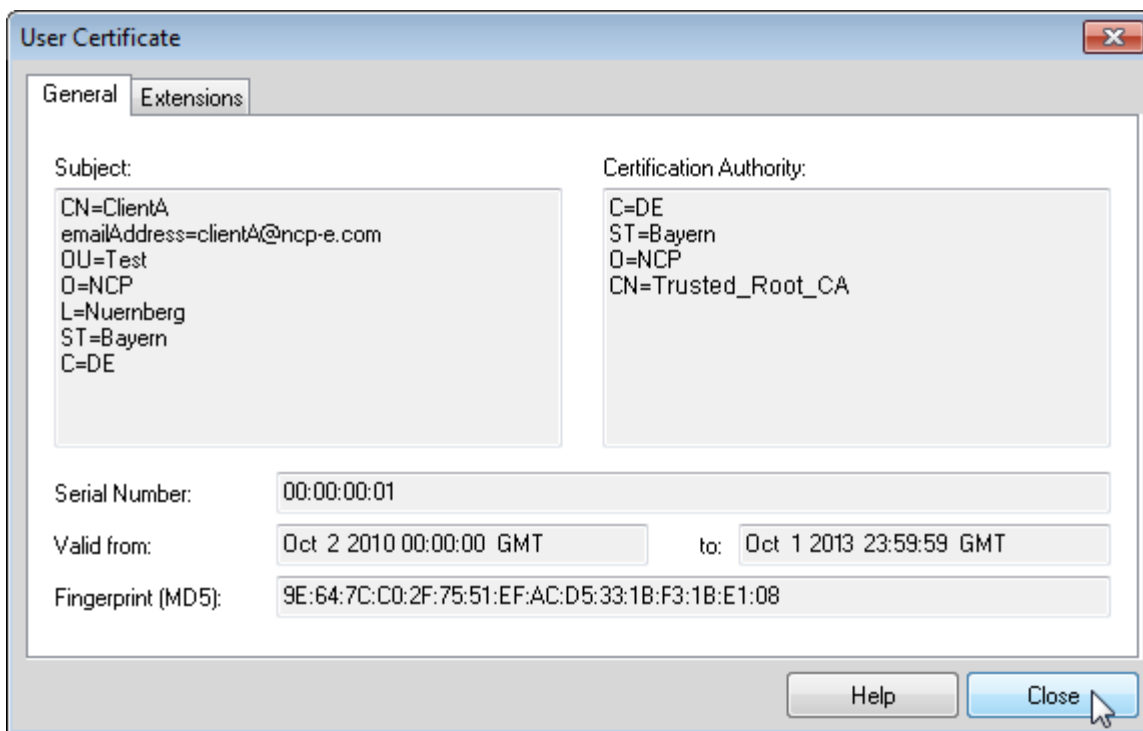 User Certificate
General
Extensions
Subject:
CN=ClientA
emailAddress=clientA@ncp-e.com
OU=Test
O=NCP
L=Nuernberg
ST=Bayern
C=DE
Certification Authority:
C=DE
ST=Bayern
O=NCP
CN=Trusted_Root_CA
Serial Number: 00:00:00:01
Valid from: Oct 2 2010 00:00:00 GMT to: Oct 1 2013 23:59:59 GMT
Fingerprint (MD5): 9E:64:7C:C0:2F:75:51:EF:AC:D5:33:1B:F3:1B:E1:08
Help
Close